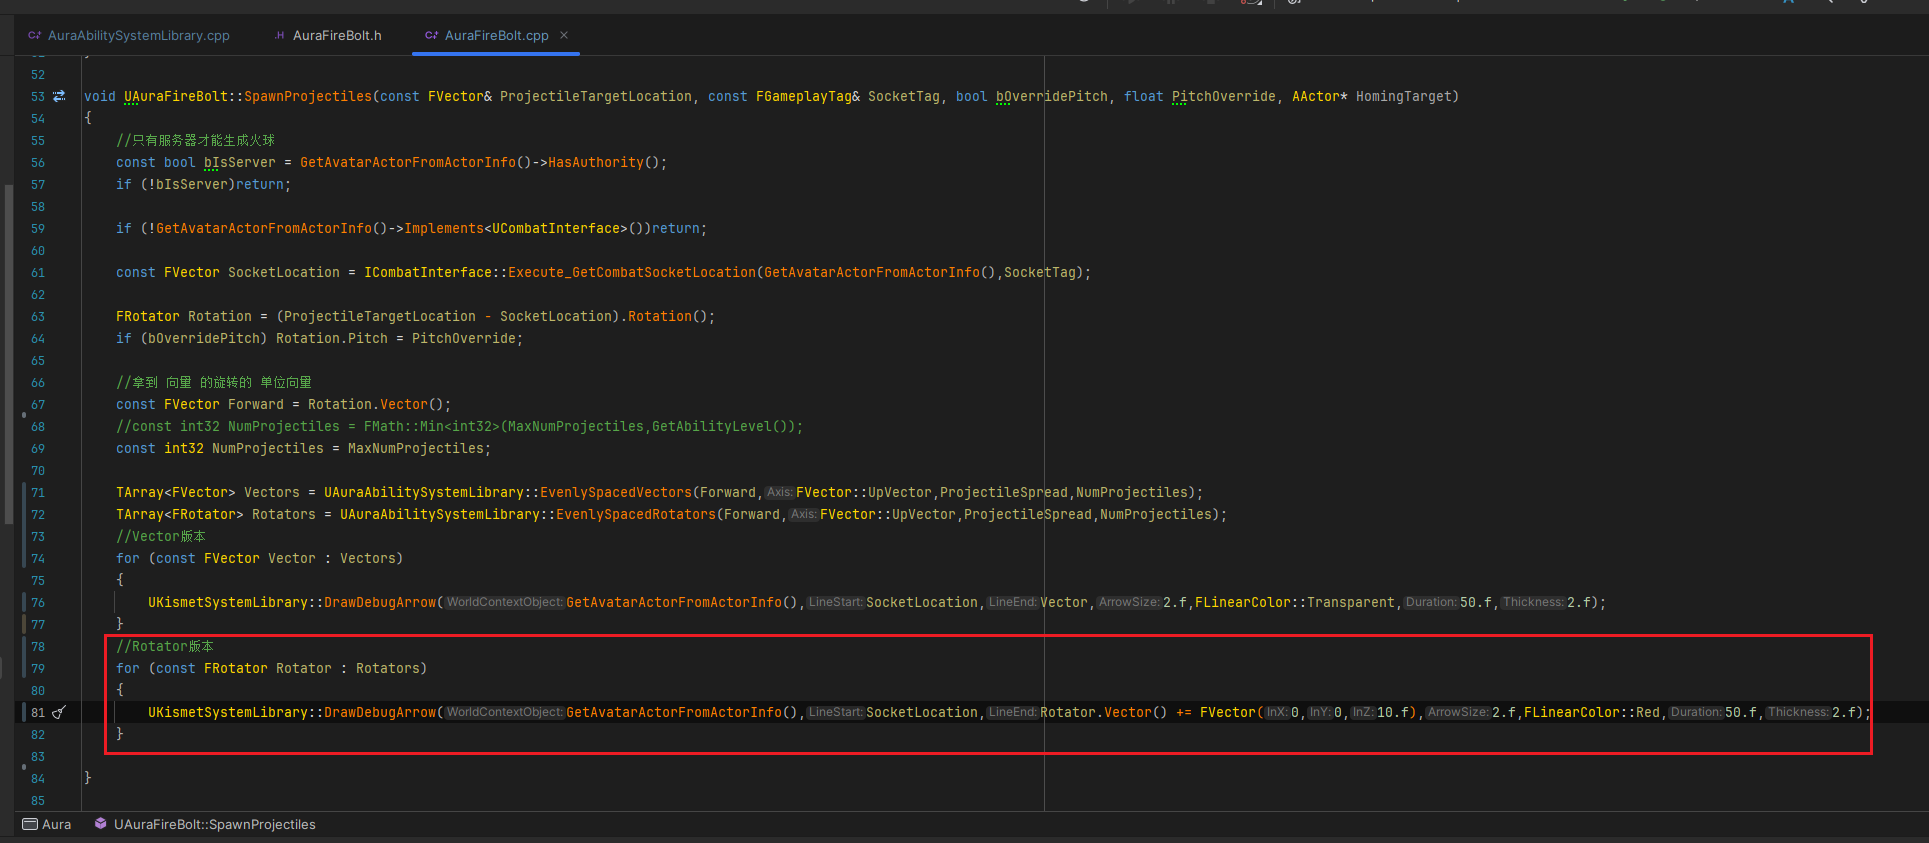 AuraAbilitySystemLibrary.cpp AuraFireBolt.h AuraFireBolt.cpp
52
53 void UAuraFireBolt::SpawnProjectiles(const FVector& ProjectileTargetLocation, const FGameplayTag& SocketTag, bool bOverridePitch, float PitchOverride, AActor* HomingTarget)
54 {
55 //只有服务器才能生成火球
56 const bool bIsServer = GetAvatarActorFromActorInfo()->HasAuthority();
57 if (!bIsServer)return;
58
59 if (!GetAvatarActorFromActorInfo()->Implements<UCombatInterface>())return;
60
61 const FVector SocketLocation = ICombatInterface::Execute_GetCombatSocketLocation(GetAvatarActorFromActorInfo(),SocketTag);
62
63 FRotator Rotation = (ProjectileTargetLocation - SocketLocation).Rotation();
64 if (bOverridePitch) Rotation.Pitch = PitchOverride;
65
66 //拿到 向量 的旋转的 单位向量
67 const FVector Forward = Rotation.Vector();
68 //const int32 NumProjectiles = FMath::Min<int32>(MaxNumProjectiles,GetAbilityLevel());
69 const int32 NumProjectiles = MaxNumProjectiles;
70
71 TArray<FVector> Vectors = UAuraAbilitySystemLibrary::EvenlySpacedVectors(Forward, Axis: FVector::UpVector,ProjectileSpread,NumProjectiles);
72 TArray<FRotator> Rotators = UAuraAbilitySystemLibrary::EvenlySpacedRotators(Forward, Axis: FVector::UpVector,ProjectileSpread,NumProjectiles);
73 //Vector版本
74 for (const FVector Vector : Vectors)
75 {
76 UKismetSystemLibrary::DrawDebugArrow( WorldContextObject: GetAvatarActorFromActorInfo(), LineStart: SocketLocation, LineEnd: Vector, ArrowSize: 2.f,FLinearColor::Transparent, Duration: 50.f, Thickness: 2.f);
77 }
78 //Rotator版本
79 for (const FRotator Rotator : Rotators)
80 {
81 UKismetSystemLibrary::DrawDebugArrow( WorldContextObject: GetAvatarActorFromActorInfo(), LineStart: SocketLocation, LineEnd: Rotator.Vector() += FVector( InX: 0, InY: 0, InZ: 10.f), ArrowSize: 2.f,FLinearColor::Red, Duration: 50.f, Thickness: 2.f);
82 }
83
84 }
85
Aura UAuraFireBolt::SpawnProjectiles